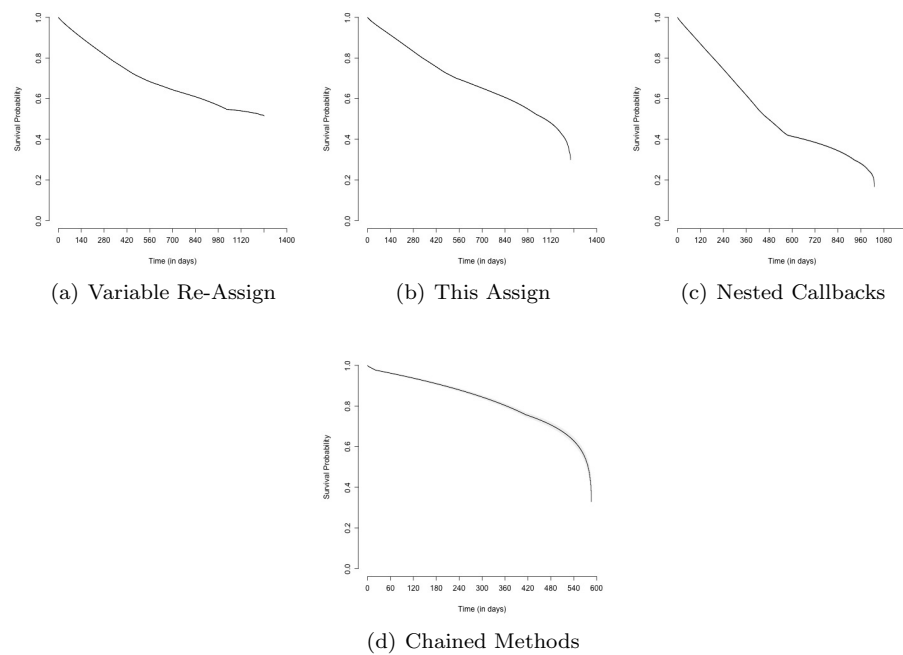 1.0
0.8
0.6
0.4
0.2
0.0
Survival Probability
0 140 280 420 560 700 840 980 1120 1400
Time (in days)
(a) Variable Re-Assign
1.0
0.8
0.6
0.4
0.2
0.0
Survival Probability
0 140 280 420 560 700 840 980 1120 1400
Time (in days)
(b) This Assign
1.0
0.8
0.6
0.4
0.2
0.0
Survival Probability
0 120 240 360 480 600 720 840 960 1080
Time (in days)
(c) Nested Callbacks
1.0
0.8
0.6
0.4
0.2
0.0
Survival Probability
0 60 120 180 240 300 360 420 480 540 600
Time (in days)
(d) Chained Methods